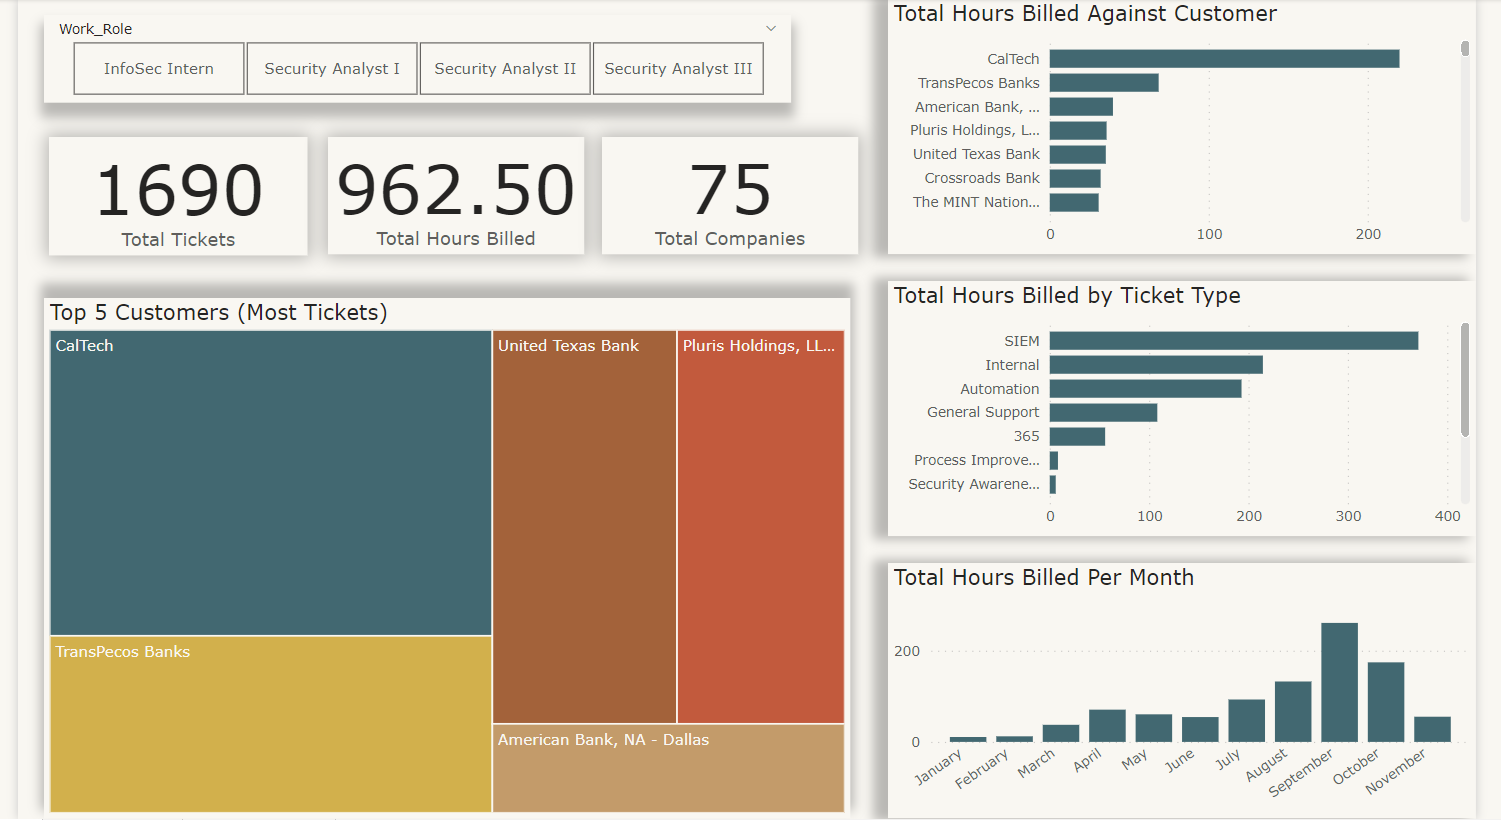 Work_Role
InfoSec Intern
Security Analyst I
Security Analyst II
Security Analyst III
1690
Total Tickets
962.50
Total Hours Billed
75
Total Companies
Top 5 Customers (Most Tickets)
CalTech
United Texas Bank
Pluris Holdings, LL...
TransPecos Banks
American Bank, NA - Dallas
Total Hours Billed Against Customer
CalTech
TransPecos Banks
American Bank, ...
Pluris Holdings, L...
United Texas Bank
Crossroads Bank
The MINT Nation...
0 100 200
Total Hours Billed by Ticket Type
SIEM
Internal
Automation
General Support
365
Process Improve...
Security Awarene...
0 100 200 300 400
Total Hours Billed Per Month
200
0
January February March April May June July August September October November